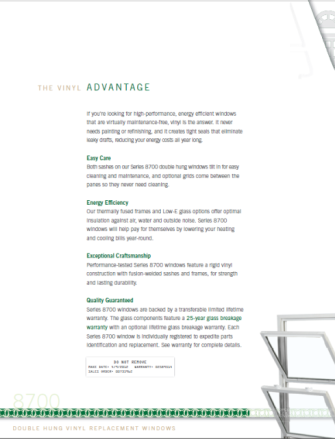 THE VINYL ADVANTAGE
If you're looking for high-performance, energy efficient windows
that are virtually maintenance-free, vinyl is the answer. It never
needs painting or refinishing, and it creates tight seals that eliminate
leaky drafts, reducing your energy costs all year long.
Easy Care
Both sashes on our Series 8700 double hung windows tilt in for easy
cleaning and maintenance, and optional grids come between the
panes so they never need cleaning.
Energy Efficiency
Our thermally fused frames and Low-E glass options offer optimal
insulation against air, water and outside noise. Series 8700
windows will help pay for themselves by lowering your heating
and cooling bills year-round.
Exceptional Craftsmanship
Performance-tested Series 8700 windows feature a rigid vinyl
construction with fusion-welded sashes and frames, for strength
and lasting durability.
Quality Guaranteed
Series 8700 windows are backed by a transferable limited lifetime
warranty. The glass components feature a 25-year glass breakage
warranty with an optional lifetime glass breakage warranty. Each
Series 8700 window is individually registered to expedite parts
identification and replacement. See warranty for complete details.
DO NOT REMOVE
8700
DOUBLE HUNG VINYL REPLACEMENT WINDOWS